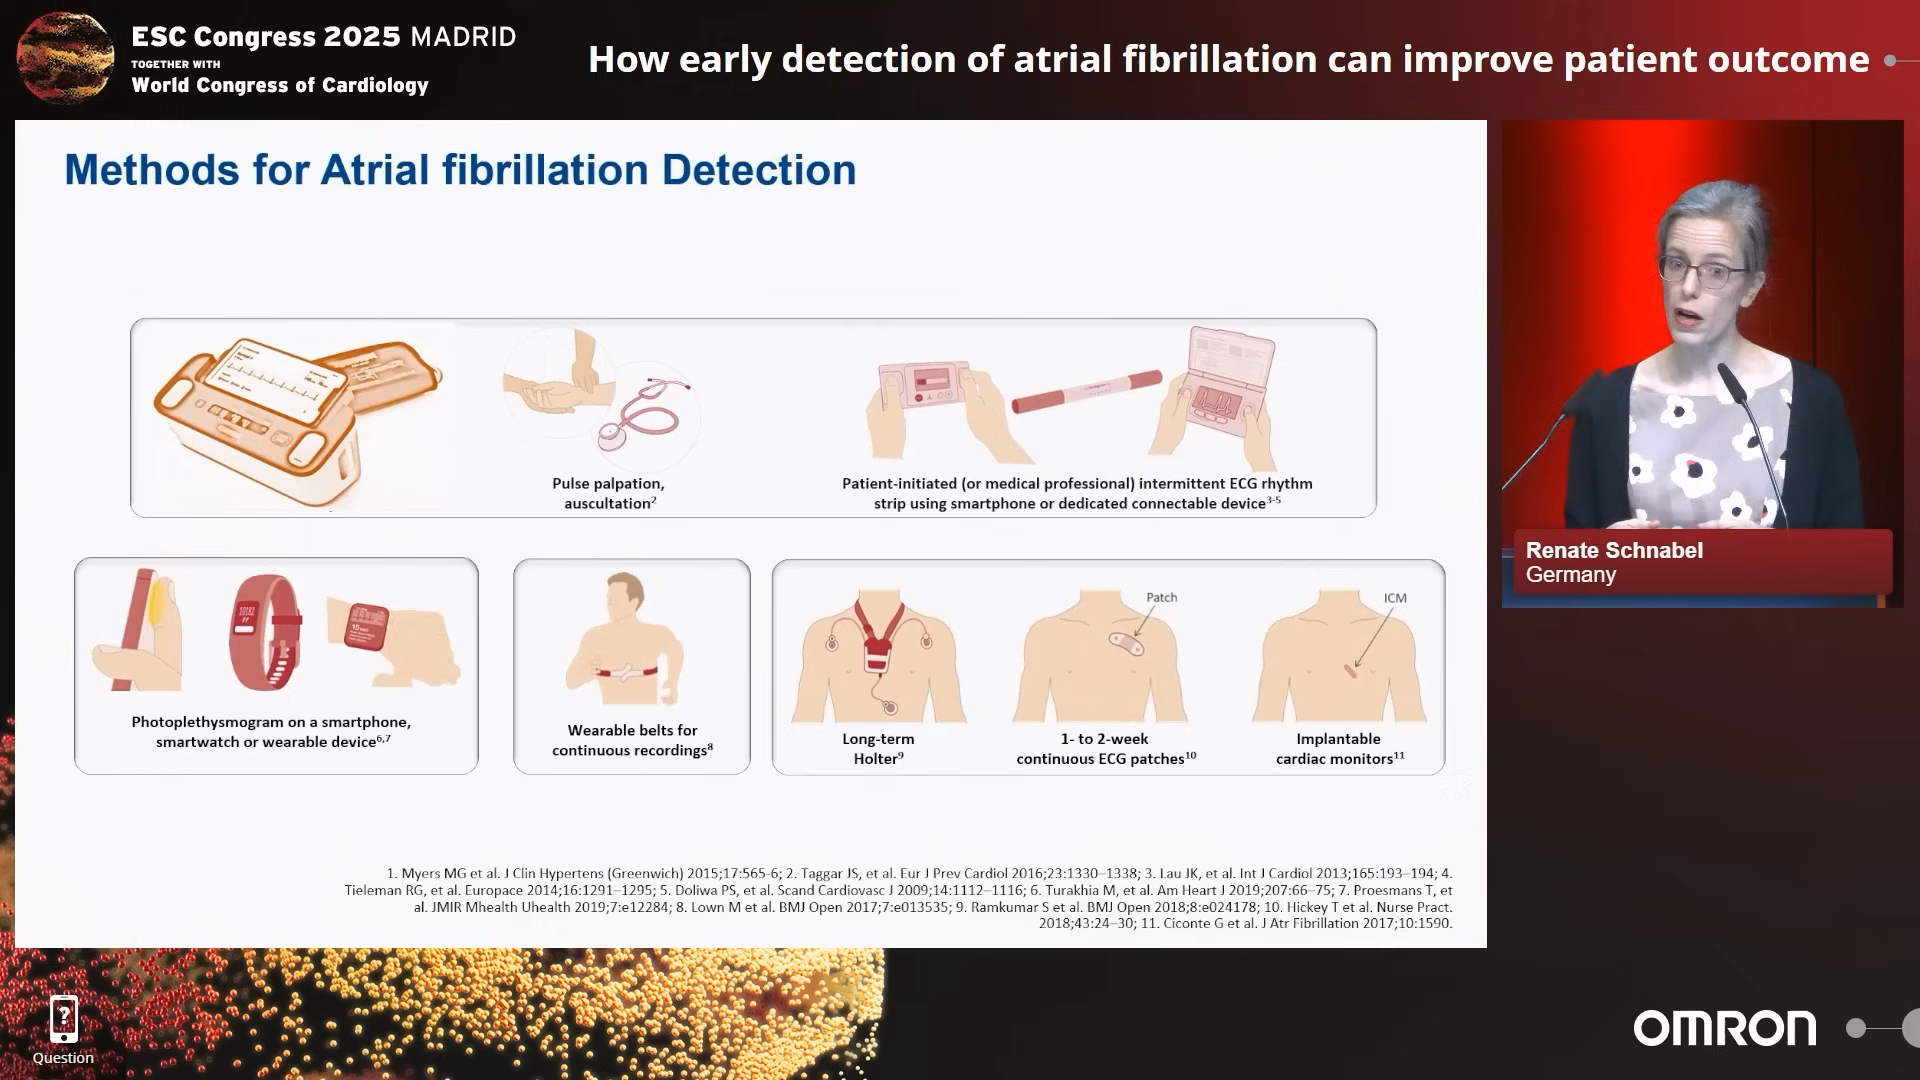 ESC Congress 2025 MADRID
TOGETHER WITH
World Congress of Cardiology
How early detection of atrial fibrillation can improve patient outcome
Methods for Atrial fibrillation Detection
Pulse palpation,
auscultation²
Patient-initiated (or medical professional) intermittent ECG rhythm
strip using smartphone or dedicated connectable device³⁻⁵
Photoplethysmogram on a smartphone,
smartwatch or wearable device⁶,⁷
Wearable belts for
continuous recordings⁸
Patch
ICM
Long-term
Holter⁹
1- to 2-week
continuous ECG patches¹⁰
Implantable
cardiac monitors¹¹
1. Myers MG et al. J Clin Hypertens (Greenwich) 2015;17:565-6; 2. Taggar JS, et al. Eur J Prev Cardiol 2016;23:1330–1338; 3. Lau JK, et al. Int J Cardiol 2013;165:193–194; 4.
Tieleman RG, et al. Europace 2014;16:1291–1295; 5. Doliwa PS, et al. Scand Cardiovasc J 2009;14:1112–1116; 6. Turakhia M, et al. Am Heart J 2019;207:66–75; 7. Proesmans T, et
al. JMIR Mhealth Uhealth 2019;7:e12284; 8. Lown M et al. BMJ Open 2017;7:e013535; 9. Ramkumar S et al. BMJ Open 2018;8:e024178; 10. Hickey T et al. Nurse Pract.
2018;43:24–30; 11. Ciconte G et al. J Atr Fibrillation 2017;10:1590.
Renate Schnabel
Germany
?
Question
OMRON